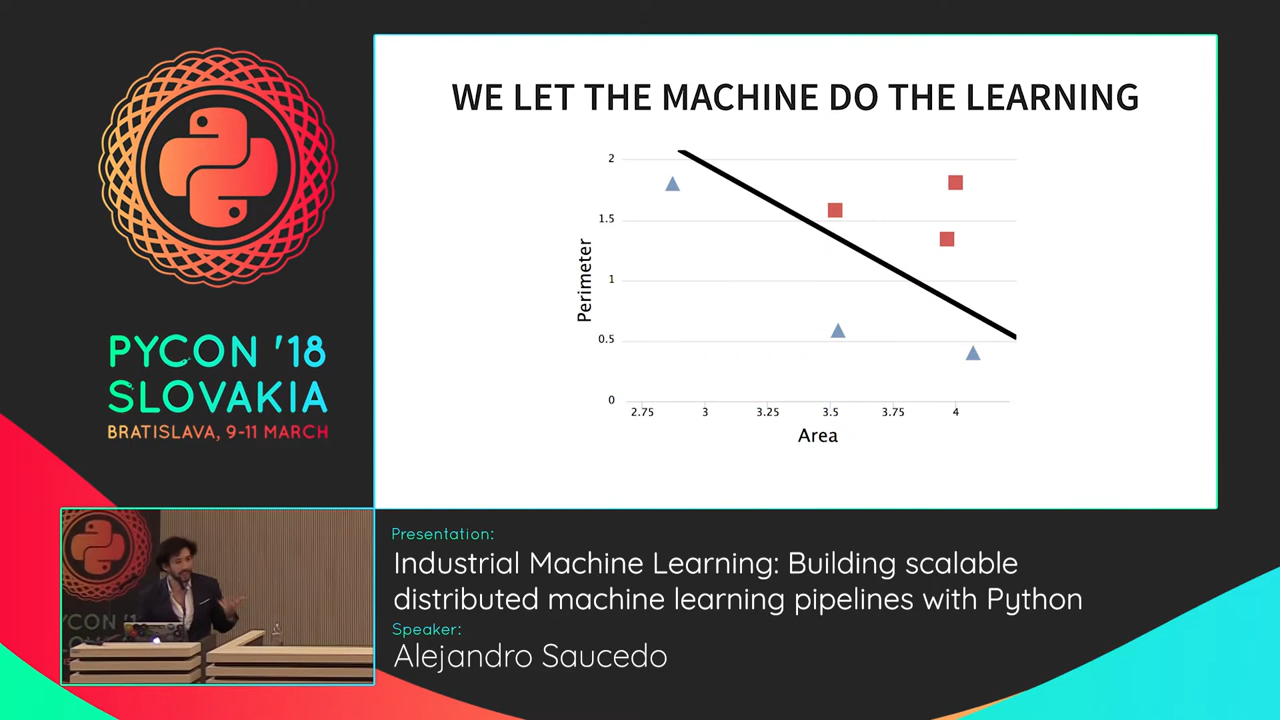 WE LET THE MACHINE DO THE LEARNING
2
1.5
1
0.5
0
Perimeter
2.75 3 3.25 3.5 3.75 4
Area
PYCON '18
SLOVAKIA
BRATISLAVA, 9-11 MARCH
Presentation:
Industrial Machine Learning: Building scalable
distributed machine learning pipelines with Python
Speaker:
Alejandro Saucedo